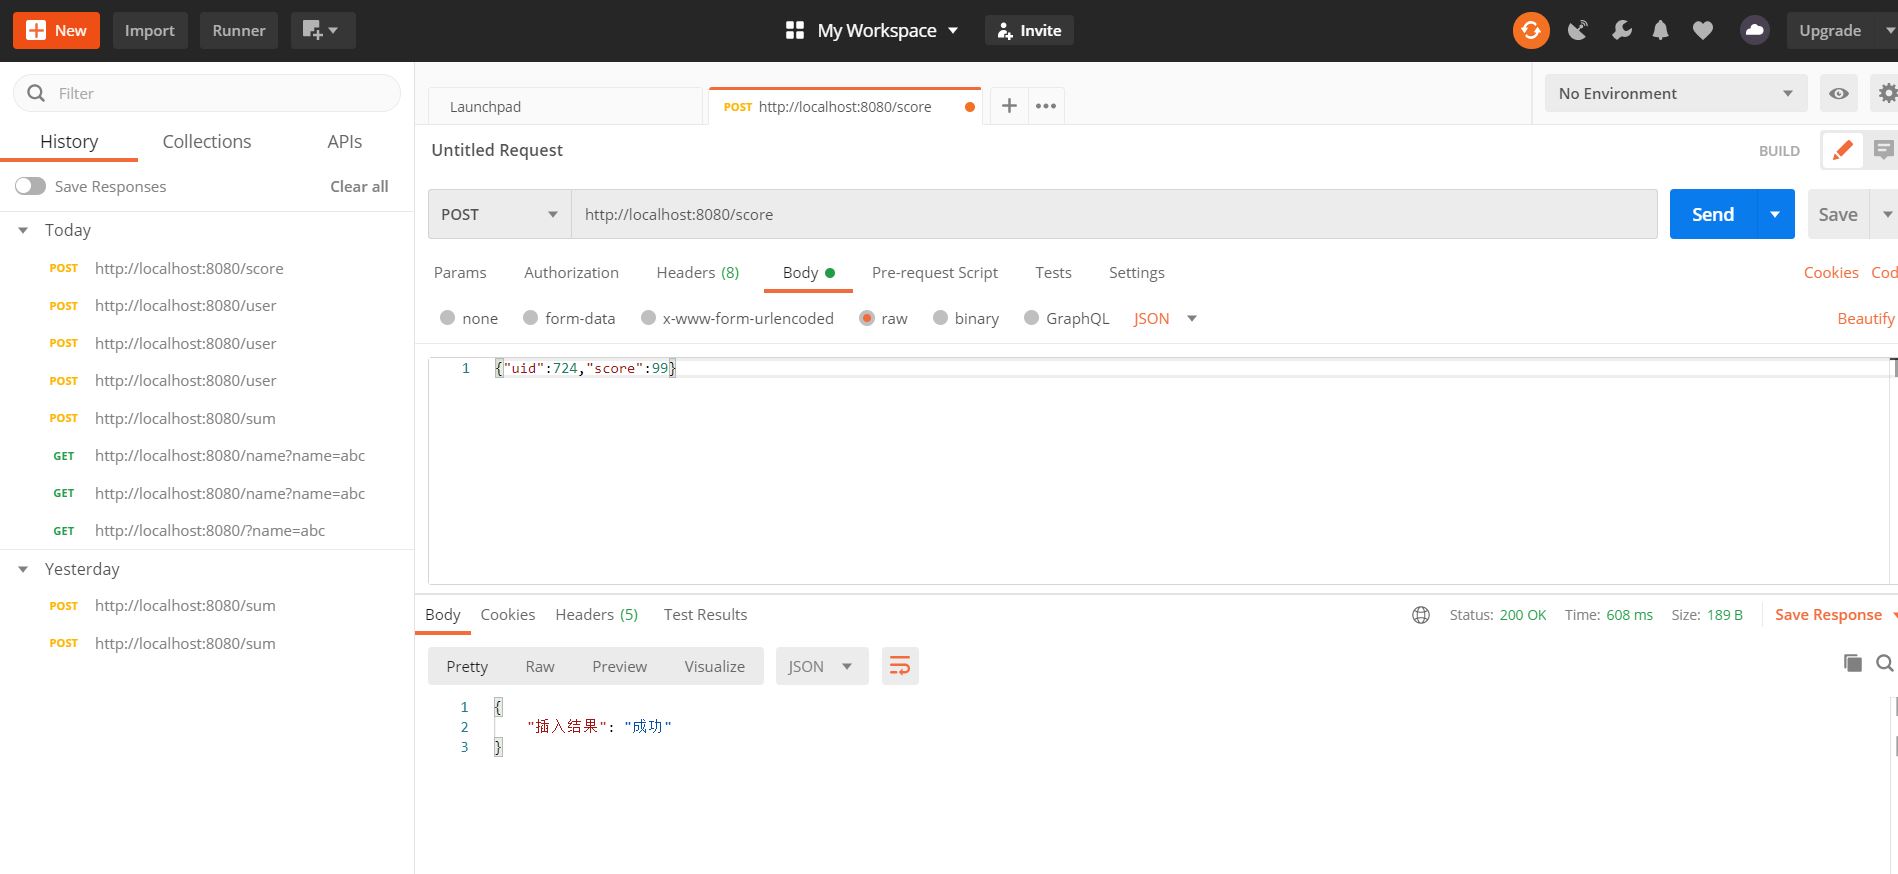 New Import Runner My Workspace Invite Upgrade
Filter
Launchpad POST http://localhost:8080/score No Environment
History Collections APIs
Untitled Request BUILD
Save Responses Clear all
POST http://localhost:8080/score Send Save
Today
Params Authorization Headers (8) Body Pre-request Script Tests Settings Cookies Cod
POST http://localhost:8080/score
POST http://localhost:8080/user
none form-data x-www-form-urlencoded raw binary GraphQL JSON Beautify
POST http://localhost:8080/user
1 {"uid":724,"score":99}
POST http://localhost:8080/user
POST http://localhost:8080/sum
GET http://localhost:8080/name?name=abc
GET http://localhost:8080/name?name=abc
GET http://localhost:8080/?name=abc
Yesterday
POST http://localhost:8080/sum
POST http://localhost:8080/sum
Body Cookies Headers (5) Test Results Status: 200 OK Time: 608 ms Size: 189 B Save Response
Pretty Raw Preview Visualize JSON
1 {
2 "插入结果": "成功"
3 }